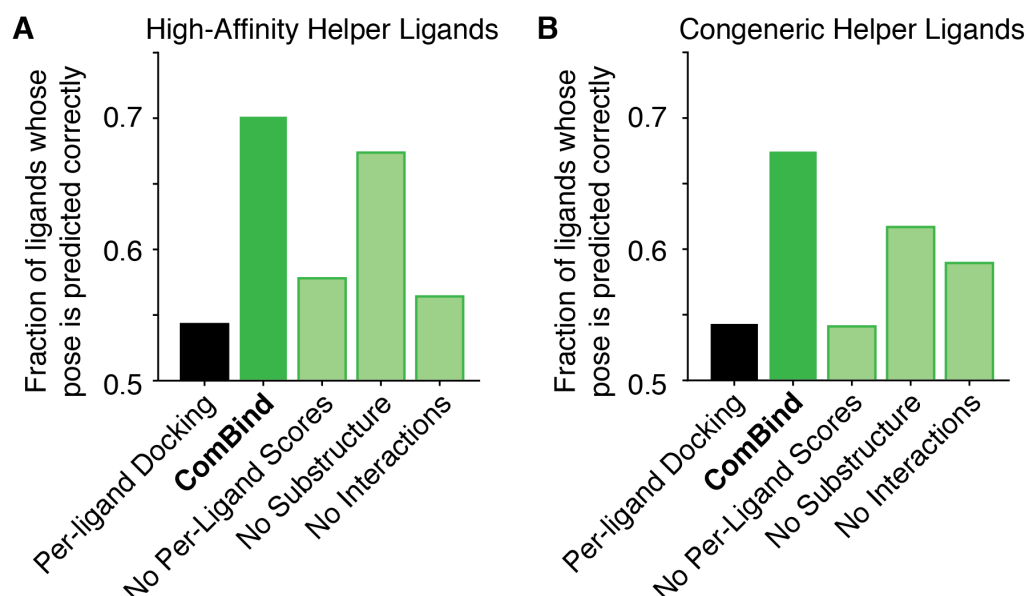 A
High-Affinity Helper Ligands
Fraction of ligands whose
pose is predicted correctly
0.7
0.6
0.5
Per-ligand Docking
ComBind
No Per-Ligand Scores
No Substructure
No Interactions
B
Congeneric Helper Ligands
Fraction of ligands whose
pose is predicted correctly
0.7
0.6
0.5
Per-ligand Docking
ComBind
No Per-Ligand Scores
No Substructure
No Interactions